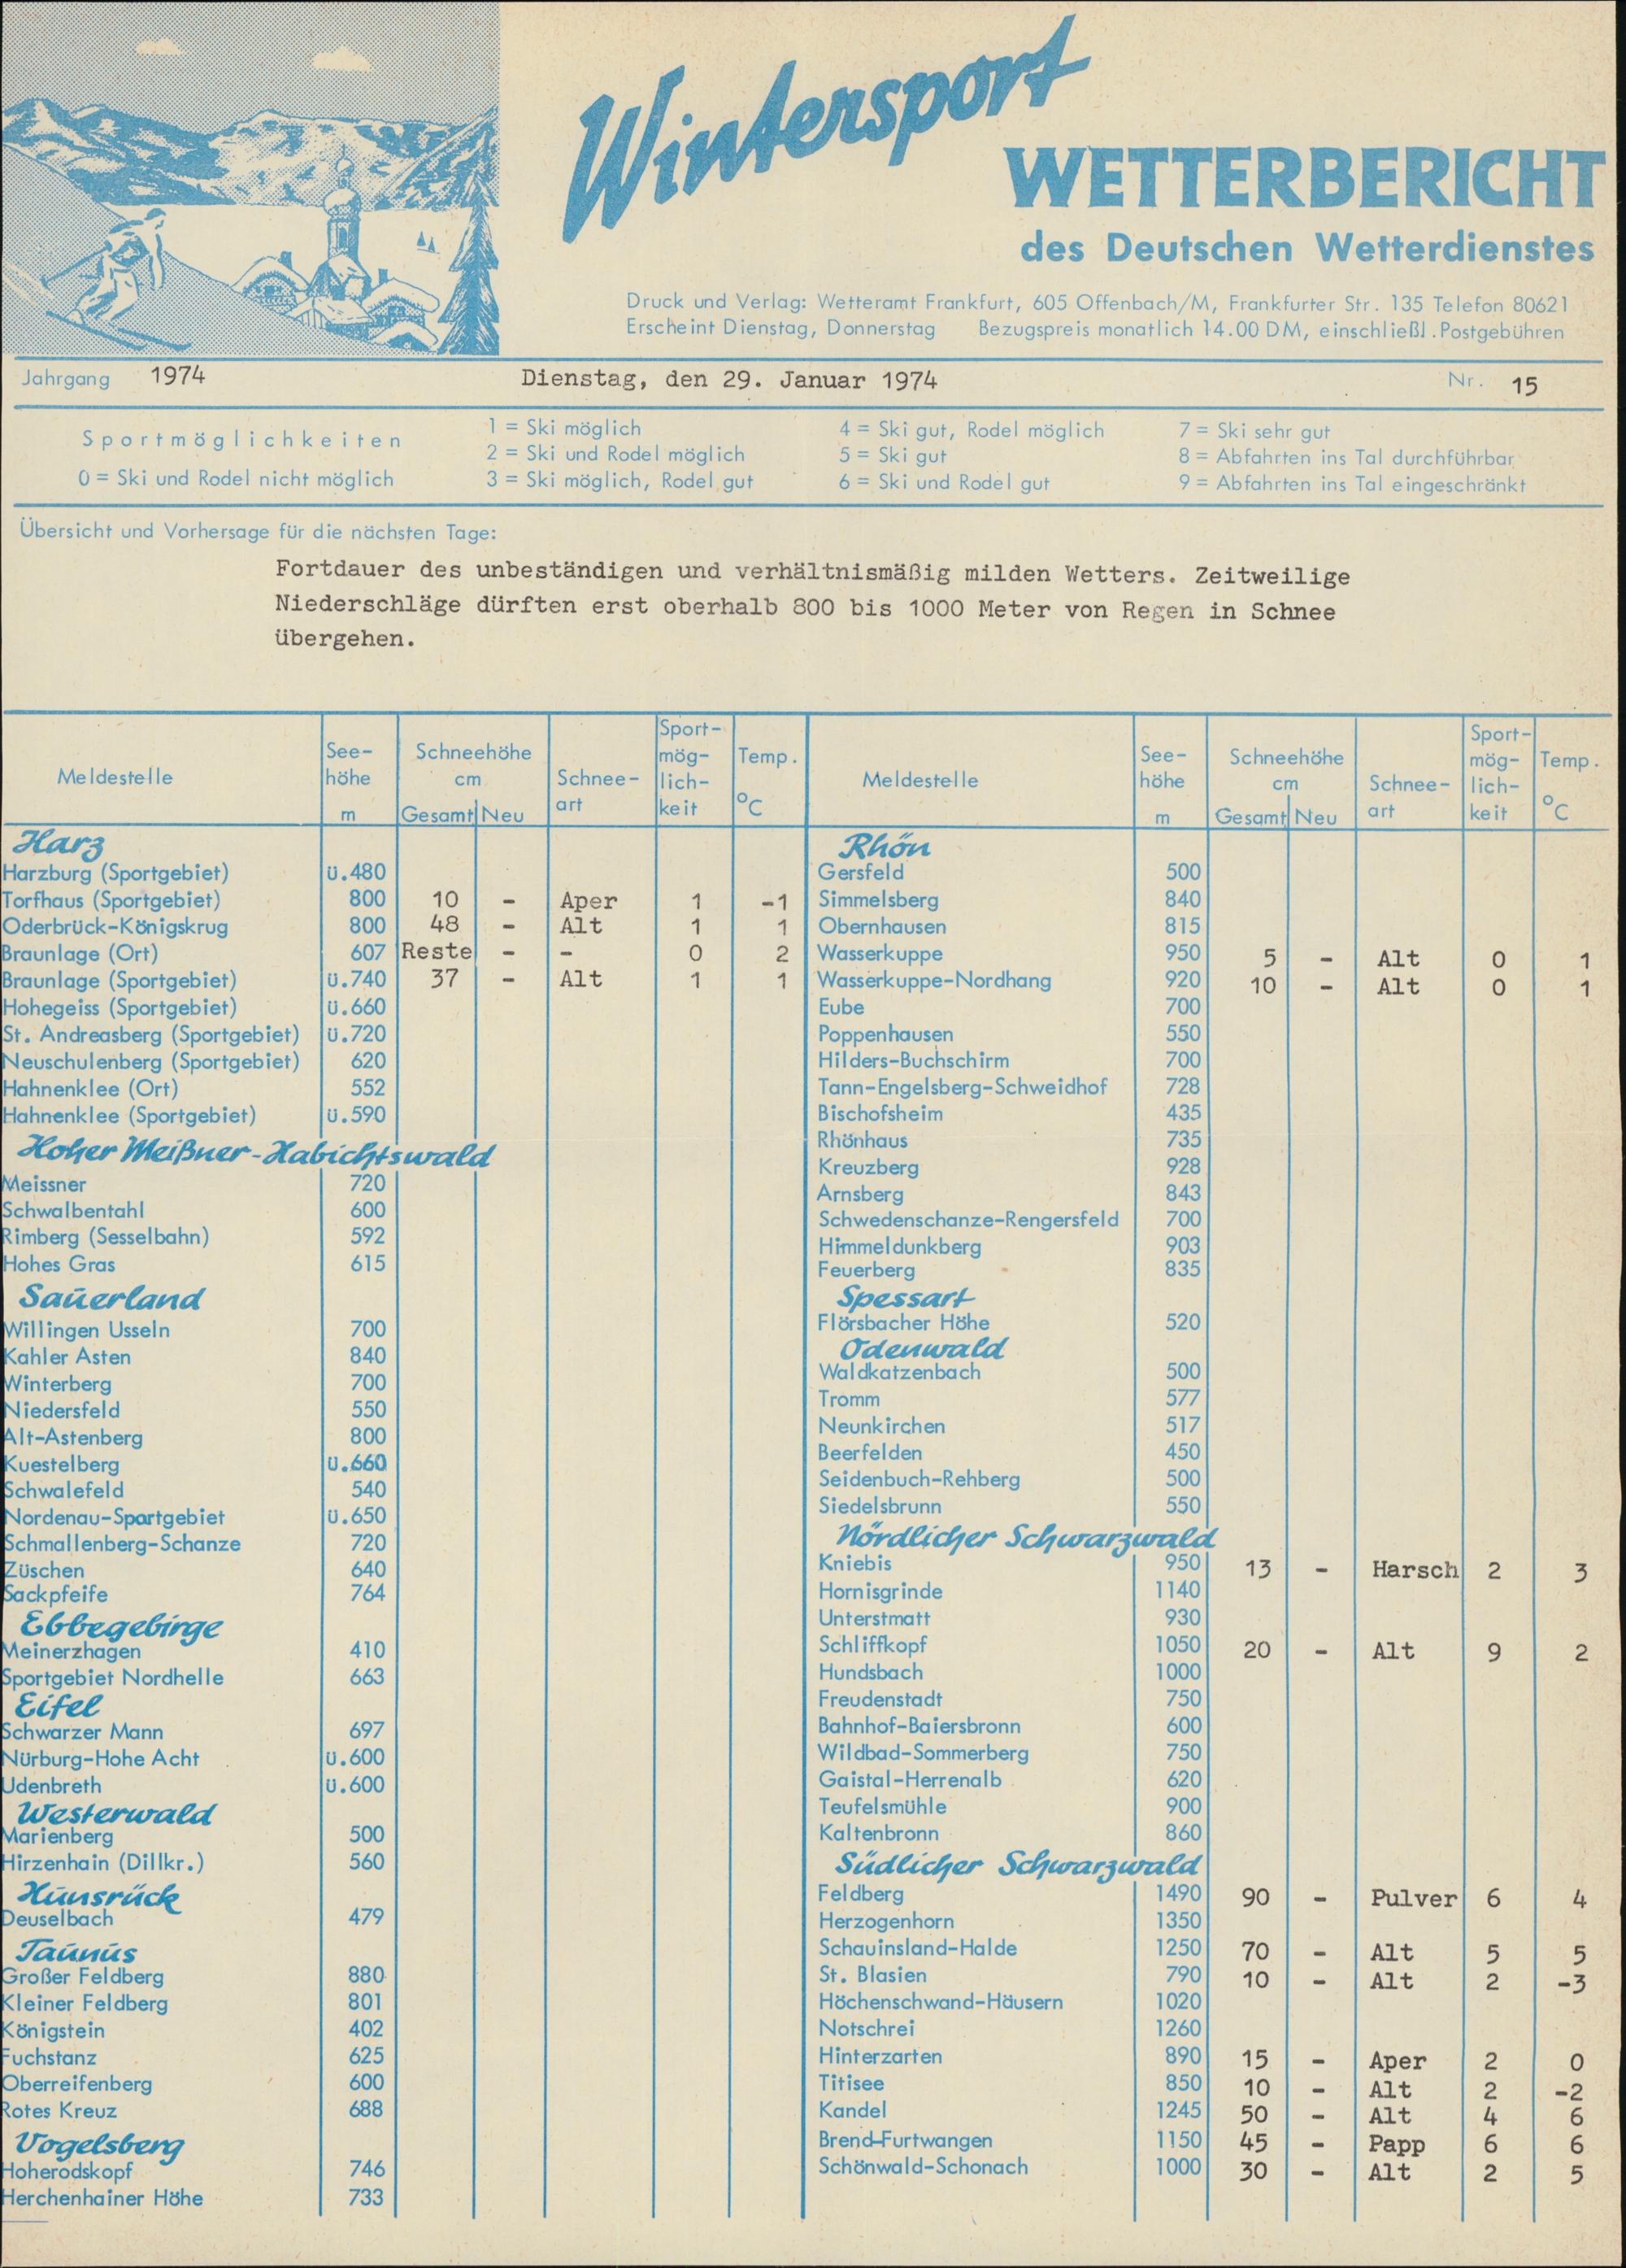 Wintersport
WETTERBERICHT
des Deutschen Wetterdienstes
Druck und Verlag: Wetteramt Frankfurt, 605 Offenbach/M, Frankfurter Str. 135 Telefon 80621
Erscheint Dienstag, Donnerstag Bezugspreis monatlich 14.00 DM, einschließl. Postgebühren
Jahrgang 1974 Dienstag, den 29. Januar 1974 Nr. 15
Sportmöglichkeiten
0 = Ski und Rodel nicht möglich
1 = Ski möglich
2 = Ski und Rodel möglich
3 = Ski möglich, Rodel gut
4 = Ski gut, Rodel möglich
5 = Ski gut
6 = Ski und Rodel gut
7 = Ski sehr gut
8 = Abfahrten ins Tal durchführbar
9 = Abfahrten ins Tal eingeschränkt
Übersicht und Vorhersage für die nächsten Tage:
Fortdauer des unbeständigen und verhältnismäßig milden Wetters. Zeitweilige
Niederschläge dürften erst oberhalb 800 bis 1000 Meter von Regen in Schnee
übergehen.
Meldestelle See-höhe m Schneehöhe cm Gesamt Neu Schnee-art Sport-mög-lich-keit Temp. °C
Harz
Harzburg (Sportgebiet) ü.480
Torfhaus (Sportgebiet) 800 10 - Aper 1 -1
Oderbrück-Königskrug 800 48 - Alt 1 1
Braunlage (Ort) 607 Reste - - 0 2
Braunlage (Sportgebiet) ü.740 37 - Alt 1 1
Hohegeiss (Sportgebiet) ü.660
St. Andreasberg (Sportgebiet) ü.720
Neuschulenberg (Sportgebiet) 620
Hahnenklee (Ort) 552
Hahnenklee (Sportgebiet) ü.590
Hoher Meißner-Habichtswald
Meissner 720
Schwalbentahl 600
Rimberg (Sesselbahn) 592
Hohes Gras 615
Sauerland
Willingen Usseln 700
Kahler Asten 840
Winterberg 700
Niedersfeld 550
Alt-Astenberg 800
Kuestelberg ü.660
Schwalefeld 540
Nordenau-Sportgebiet ü.650
Schmallenberg-Schanze 720
Züschen 640
Sackpfeife 764
Ebbegebirge
Meinerzhagen 410
Sportgebiet Nordhelle 663
Eifel
Schwarzer Mann 697
Nürburg-Hohe Acht ü.600
Udenbreth ü.600
Westerwald
Marienberg 500
Hirzenhain (Dillkr.) 560
Hunsrück
Deuselbach 479
Taunus
Großer Feldberg 880
Kleiner Feldberg 801
Königstein 402
Fuchstanz 625
Oberreifenberg 600
Rotes Kreuz 688
Vogelsberg
Hoherodskopf 746
Herchenhainer Höhe 733
Meldestelle See-höhe m Schneehöhe cm Gesamt Neu Schnee-art Sport-mög-lich-keit Temp. °C
Rhön
Gersfeld 500
Simmelsberg 840
Obernhausen 815
Wasserkuppe 950 5 - Alt 0 1
Wasserkuppe-Nordhang 920 10 - Alt 0 1
Eube 700
Poppenhausen 550
Hilders-Buchschirm 700
Tann-Engelsberg-Schweidhof 728
Bischofsheim 435
Rhönhaus 735
Kreuzberg 928
Arnsberg 843
Schwedenschanze-Rengersfeld 700
Himmeldunkberg 903
Feuerberg 835
Spessart
Flörsbacher Höhe 520
Odenwald
Waldkatzenbach 500
Tromm 577
Neunkirchen 517
Beerfelden 450
Seidenbuch-Rehberg 500
Siedelsbrunn 550
Nördlicher Schwarzwald
Kniebis 950 13 - Harsch 2 3
Hornisgrinde 1140
Unterstmatt 930
Schliffkopf 1050 20 - Alt 9 2
Hundsbach 1000
Freudenstadt 750
Bahnhof-Baiersbronn 600
Wildbad-Sommerberg 750
Gaistal-Herrenalb 620
Teufelsmühle 900
Kaltenbronn 860
Südlicher Schwarzwald
Feldberg 1490 90 - Pulver 6 4
Herzogenhorn 1350
Schauinsland-Halde 1250 70 - Alt 5 5
St. Blasien 790 10 - Alt 2 -3
Höchenschwand-Häusern 1020
Notschrei 1260
Hinterzarten 890 15 - Aper 2 0
Titisee 850 10 - Alt 2 -2
Kandel 1245 50 - Alt 4 6
Brend-Furtwangen 1150 45 - Papp 6 6
Schönwald-Schonach 1000 30 - Alt 2 5